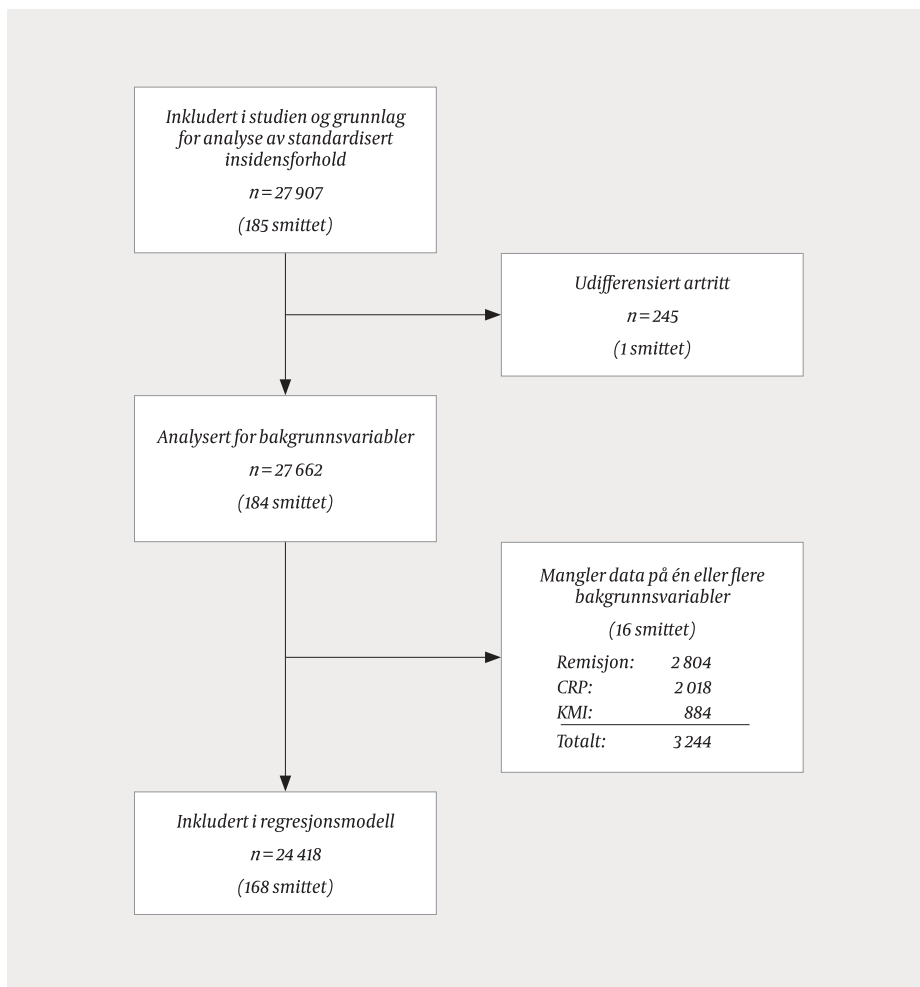 Inkludert i studien og grunnlag
for analyse av standardisert
insidensforhold
n=27 907
(185 smittet)
Udifferensiert artritt
n=245
(1 smittet)
Analysert for bakgrunnsvariabler
n=27 662
(184 smittet)
Mangler data på én eller flere
bakgrunnsvariabler
(16 smittet)
Remisjon: 2 804
CRP: 2 018
KMI: 884
Totalt: 3 244
Inkludert i regresjonsmodell
n=24 418
(168 smittet)